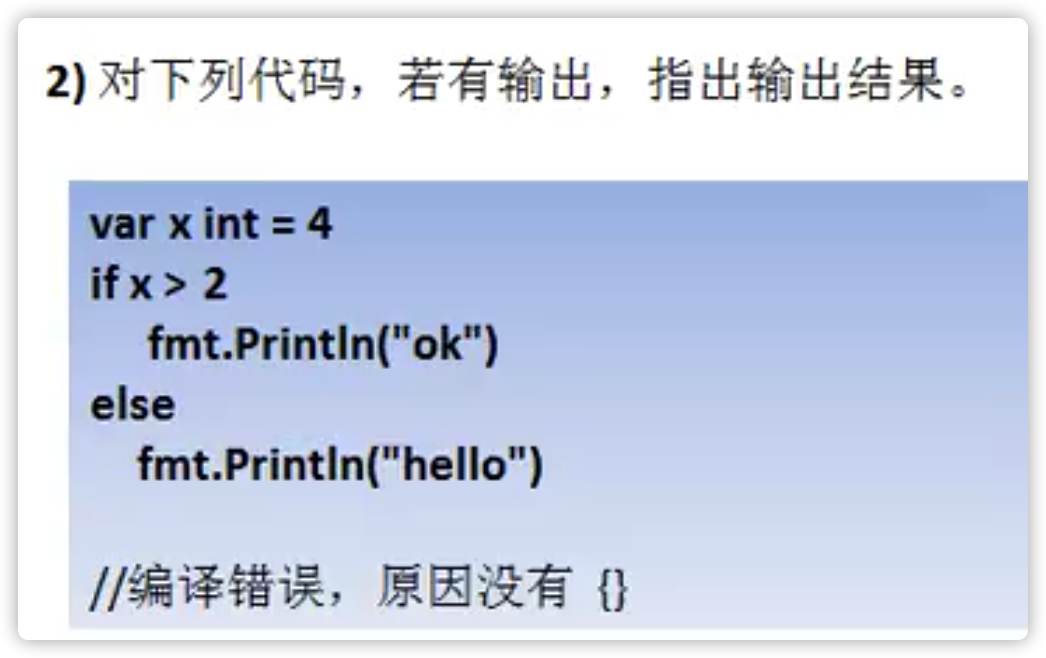 2) 对下列代码，若有输出，指出输出结果。
var x int = 4
if x > 2
fmt.Println("ok")
else
fmt.Println("hello")
//编译错误，原因没有 {}